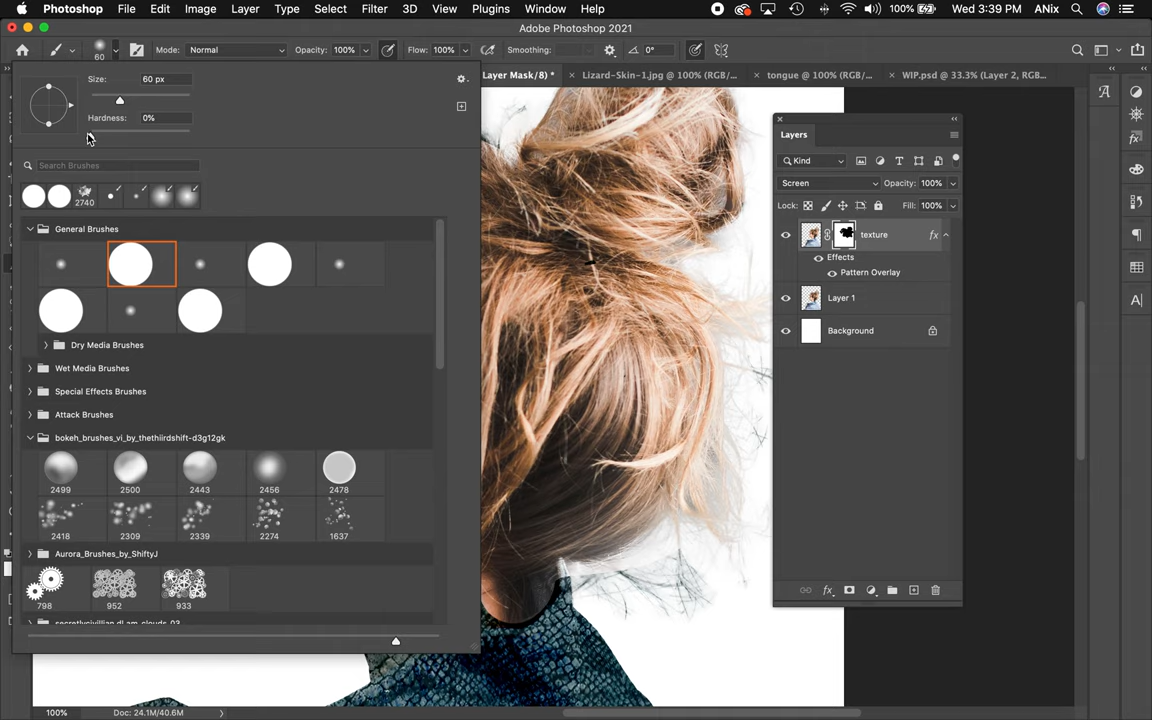 Photoshop File Edit Image Layer Type Select Filter 3D View Plugins Window Help 100% Wed 3:39 PM ANix
Adobe Photoshop 2021
60 Mode: Normal Opacity: 100% Flow: 100% Smoothing: 0°
Layer Mask/8) * × Lizard-Skin-1.jpg @ 100% (RGB/... × tongue @ 100% (RGB/... × WIP.psd @ 33.3% (Layer 2, RGB...
Size: 60 px
Hardness: 0%
Search Brushes
2740
General Brushes
Dry Media Brushes
Wet Media Brushes
Special Effects Brushes
Attack Brushes
bokeh_brushes_vi_by_thethiirdshift-d3g12gk
2499 2500 2443 2456 2478
2418 2309 2339 2274 1637
Aurora_Brushes_by_ShiftyJ
798 952 933
Layers
Kind
Screen Opacity: 100%
Lock: Fill: 100%
texture fx
Effects
Pattern Overlay
Layer 1
Background
fx
100% Doc: 24.1M/40.6M